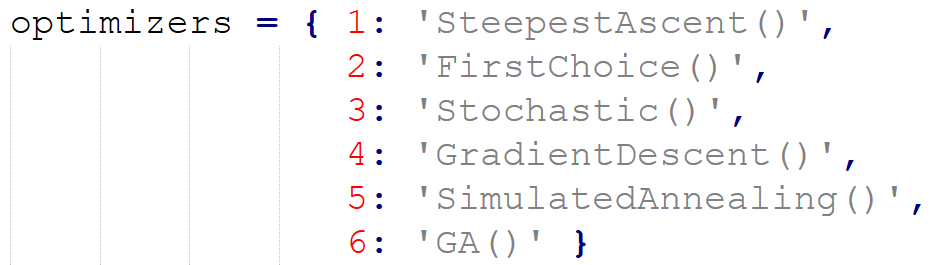 optimizers = { 1: 'SteepestAscent()',
2: 'FirstChoice()',
3: 'Stochastic()',
4: 'GradientDescent()',
5: 'SimulatedAnnealing()',
6: 'GA()' }